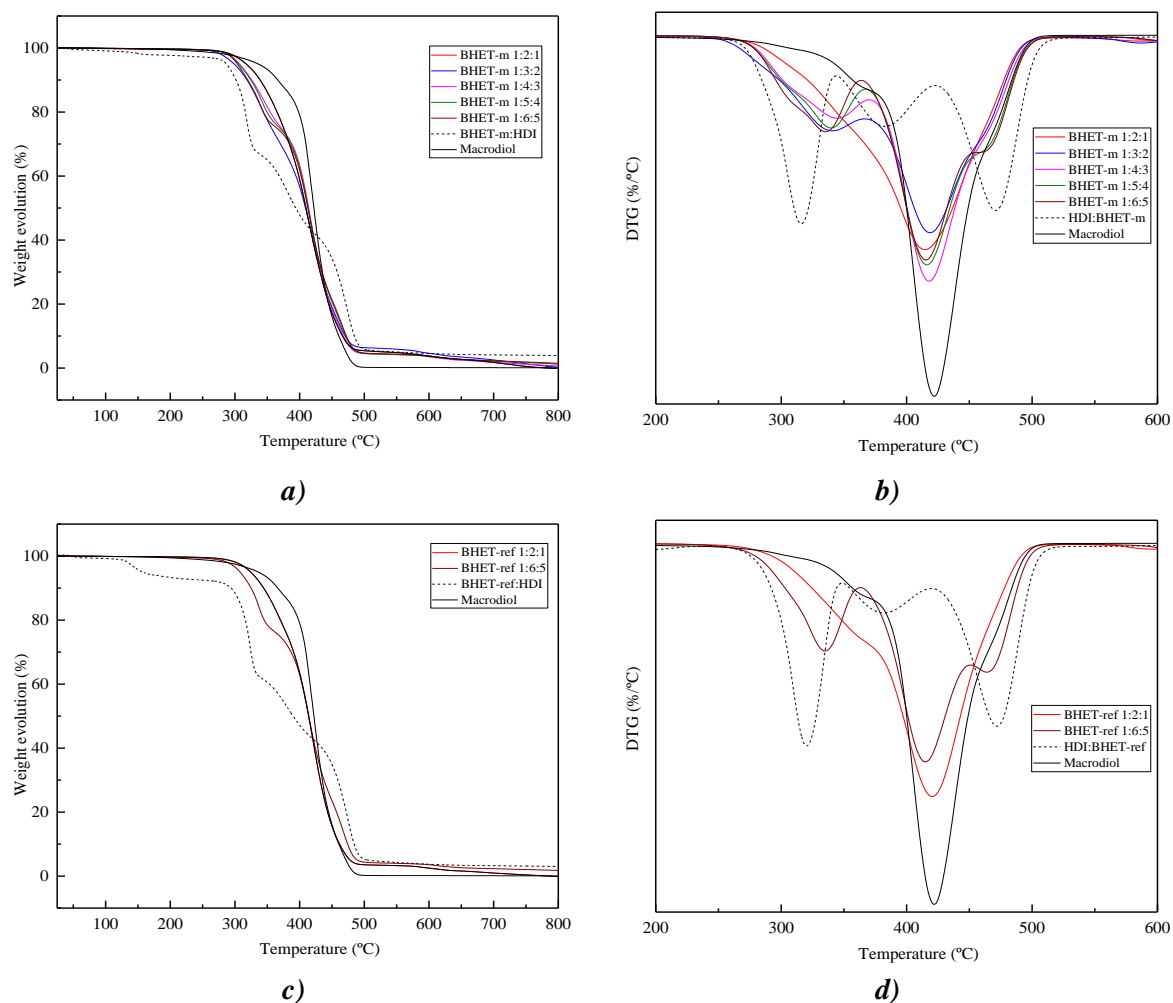 Weight evolution (%)
100
80
60
40
20
0
100 200 300 400 500 600 700 800
Temperature (ºC)
BHET-m 1:2:1
BHET-m 1:3:2
BHET-m 1:4:3
BHET-m 1:5:4
BHET-m 1:6:5
BHET-m:HDI
Macrodiol
a)
DTG (%/ºC)
200 300 400 500 600
Temperature (ºC)
BHET-m 1:2:1
BHET-m 1:3:2
BHET-m 1:4:3
BHET-m 1:5:4
BHET-m 1:6:5
HDI:BHET-m
Macrodiol
b)
Weight evolution (%)
100
80
60
40
20
0
100 200 300 400 500 600 700 800
Temperature (ºC)
BHET-ref 1:2:1
BHET-ref 1:6:5
BHET-ref:HDI
Macrodiol
c)
DTG (%/ºC)
200 300 400 500 600
Temperature (ºC)
BHET-ref 1:2:1
BHET-ref 1:6:5
HDI:BHET-ref
Macrodiol
d)